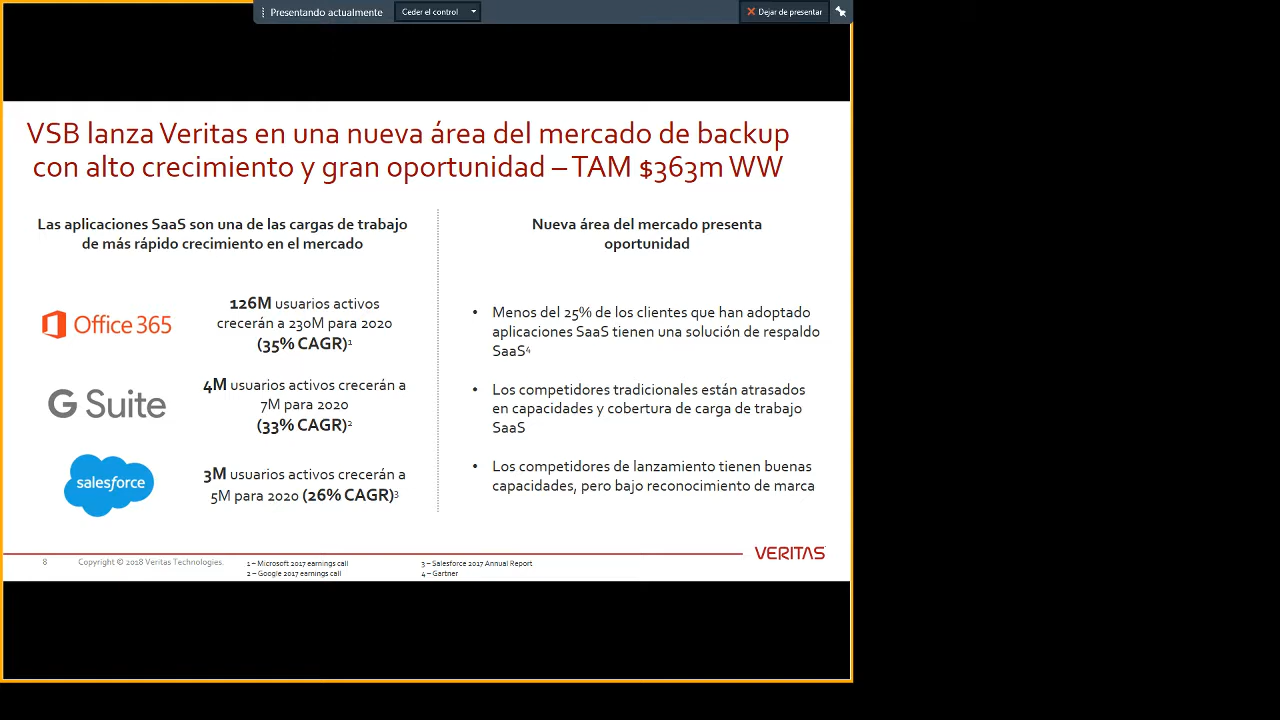 Presentando actualmente
Ceder el control
Dejar de presentar
VSB lanza Veritas en una nueva área del mercado de backup
con alto crecimiento y gran oportunidad – TAM $363m WW
Las aplicaciones SaaS son una de las cargas de trabajo
de más rápido crecimiento en el mercado
Office 365
126M usuarios activos
crecerán a 230M para 2020
(35% CAGR)¹
G Suite
4M usuarios activos crecerán a
7M para 2020
(33% CAGR)²
salesforce
3M usuarios activos crecerán a
5M para 2020 (26% CAGR)³
Nueva área del mercado presenta
oportunidad
• Menos del 25% de los clientes que han adoptado
aplicaciones SaaS tienen una solución de respaldo
SaaS⁴
• Los competidores tradicionales están atrasados
en capacidades y cobertura de carga de trabajo
SaaS
• Los competidores de lanzamiento tienen buenas
capacidades, pero bajo reconocimiento de marca
VERITAS
8
Copyright © 2018 Veritas Technologies.
1 – Microsoft 2017 earnings call
2 – Google 2017 earnings call
3 – Salesforce 2017 Annual Report
4 – Gartner